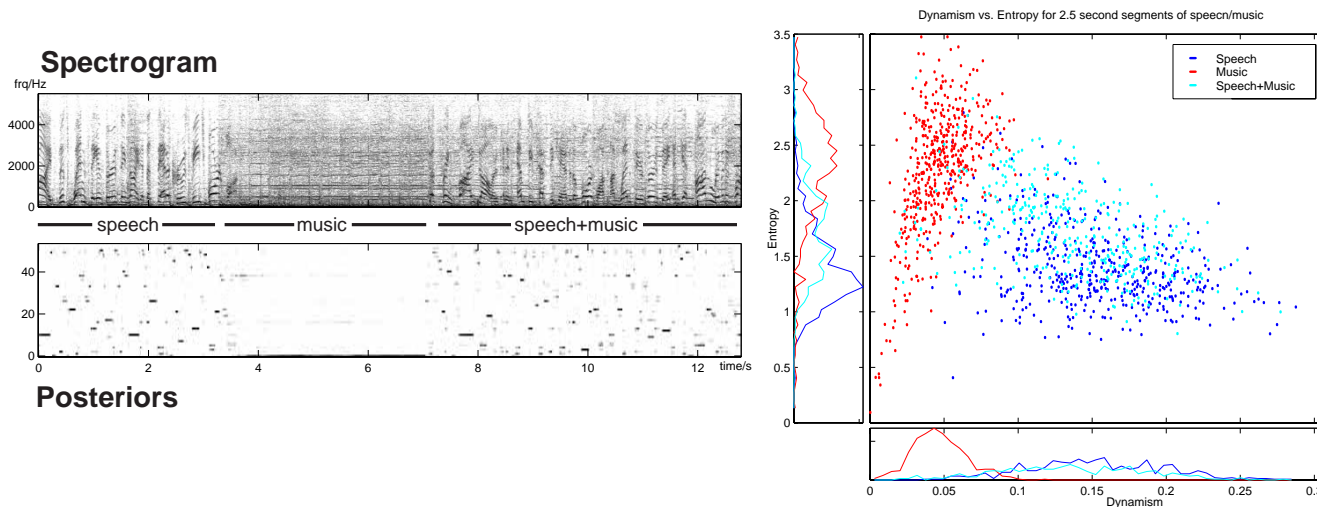 Spectrogram
frq/Hz
4000
2000
0
speech music speech+music
40
20
0
0 2 4 6 8 10 12 time/s
Posteriors
Dynamism vs. Entropy for 2.5 second segments of speecn/music
3.5
3
2.5
2
1.5
1
0.5
0
Entropy
Speech
Music
Speech+Music
0 0.05 0.1 0.15 0.2 0.25
Dynamism